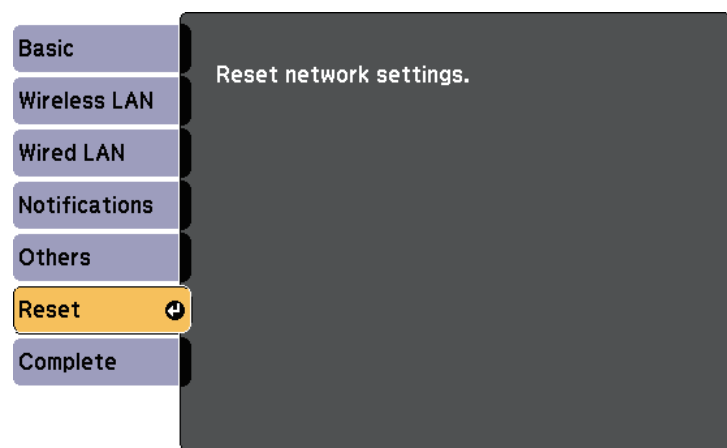 Basic
Wireless LAN
Wired LAN
Notifications
Others
Reset
Complete
Reset network settings.